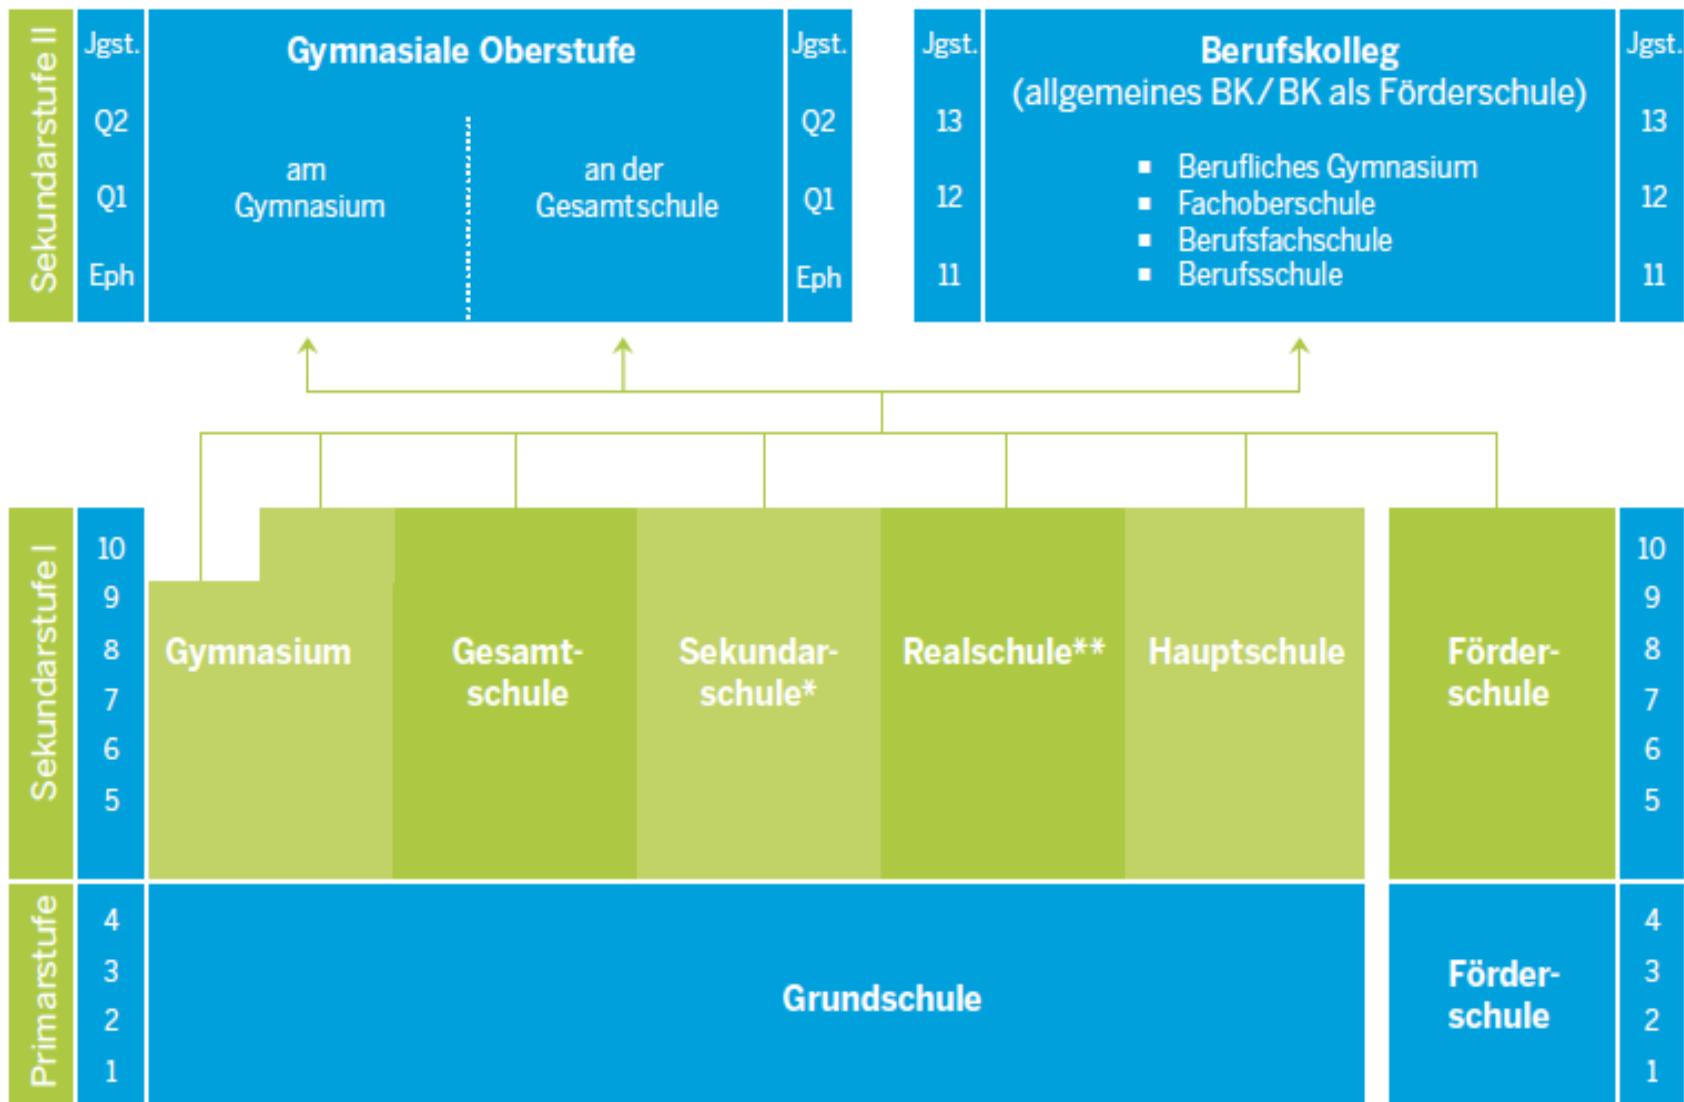 Sekundarstufe II
Jgst.
Q2
Q1
Eph
Gymnasiale Oberstufe
am
Gymnasium
an der
Gesamtschule
Jgst.
Q2
Q1
Eph
Jgst.
13
12
11
Berufskolleg
(allgemeines BK/BK als Förderschule)
▪ Berufliches Gymnasium
▪ Fachoberschule
▪ Berufsfachschule
▪ Berufsschule
Jgst.
13
12
11
Sekundarstufe I
10
9
8
7
6
5
Gymnasium
Gesamt-
schule
Sekundar-
schule*
Realschule**
Hauptschule
Förder-
schule
10
9
8
7
6
5
Primarstufe
4
3
2
1
Grundschule
Förder-
schule
4
3
2
1